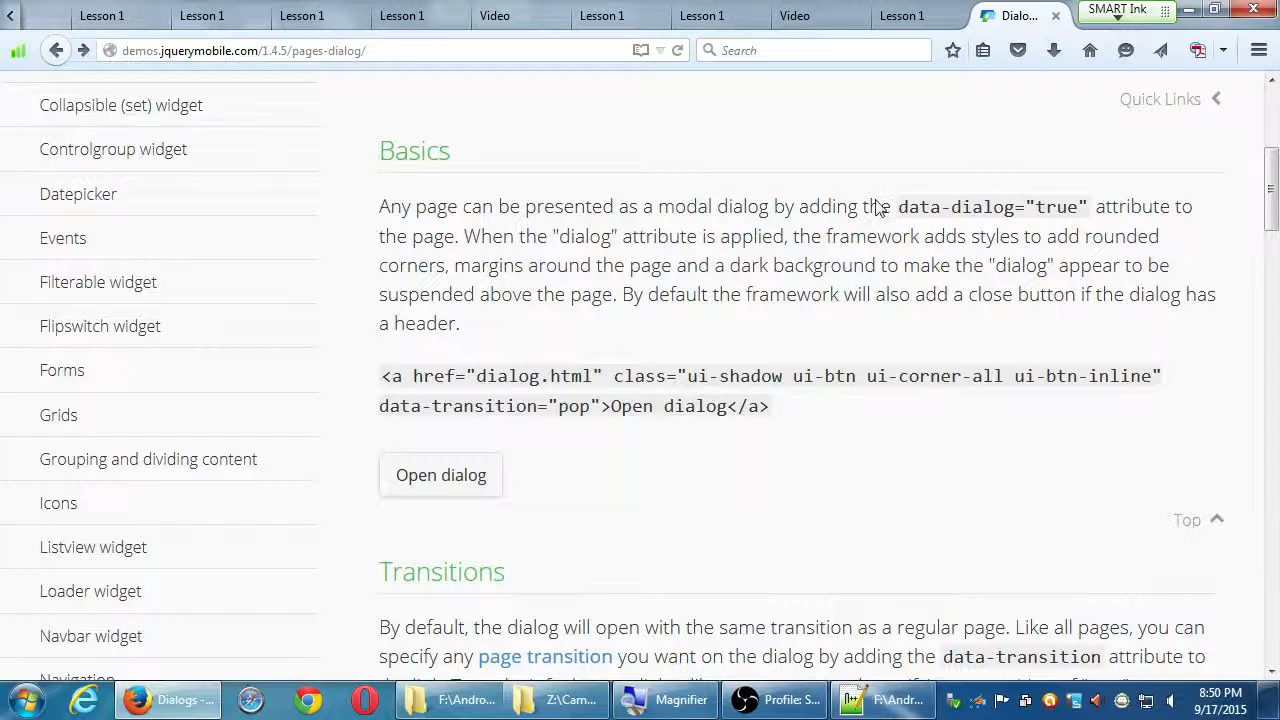 Lesson 1
Lesson 1
Lesson 1
Lesson 1
Video
Lesson 1
Lesson 1
Video
Lesson 1
Dialo...
SMART Ink
demos.jquerymobile.com/1.4.5/pages-dialog/
Search
Collapsible (set) widget
Controlgroup widget
Datepicker
Events
Filterable widget
Flipswitch widget
Forms
Grids
Grouping and dividing content
Icons
Listview widget
Loader widget
Navbar widget
Navigation
Quick Links
Basics
Any page can be presented as a modal dialog by adding the data-dialog="true" attribute to
the page. When the "dialog" attribute is applied, the framework adds styles to add rounded
corners, margins around the page and a dark background to make the "dialog" appear to be
suspended above the page. By default the framework will also add a close button if the dialog has
a header.
<a href="dialog.html" class="ui-shadow ui-btn ui-corner-all ui-btn-inline"
data-transition="pop">Open dialog</a>
Open dialog
Top
Transitions
By default, the dialog will open with the same transition as a regular page. Like all pages, you can
specify any page transition you want on the dialog by adding the data-transition attribute to
Dialogs - ...
F:\Andro...
Z:\Cam...
Magnifier
Profile: S...
F:\Andr...
8:50 PM
9/17/2015